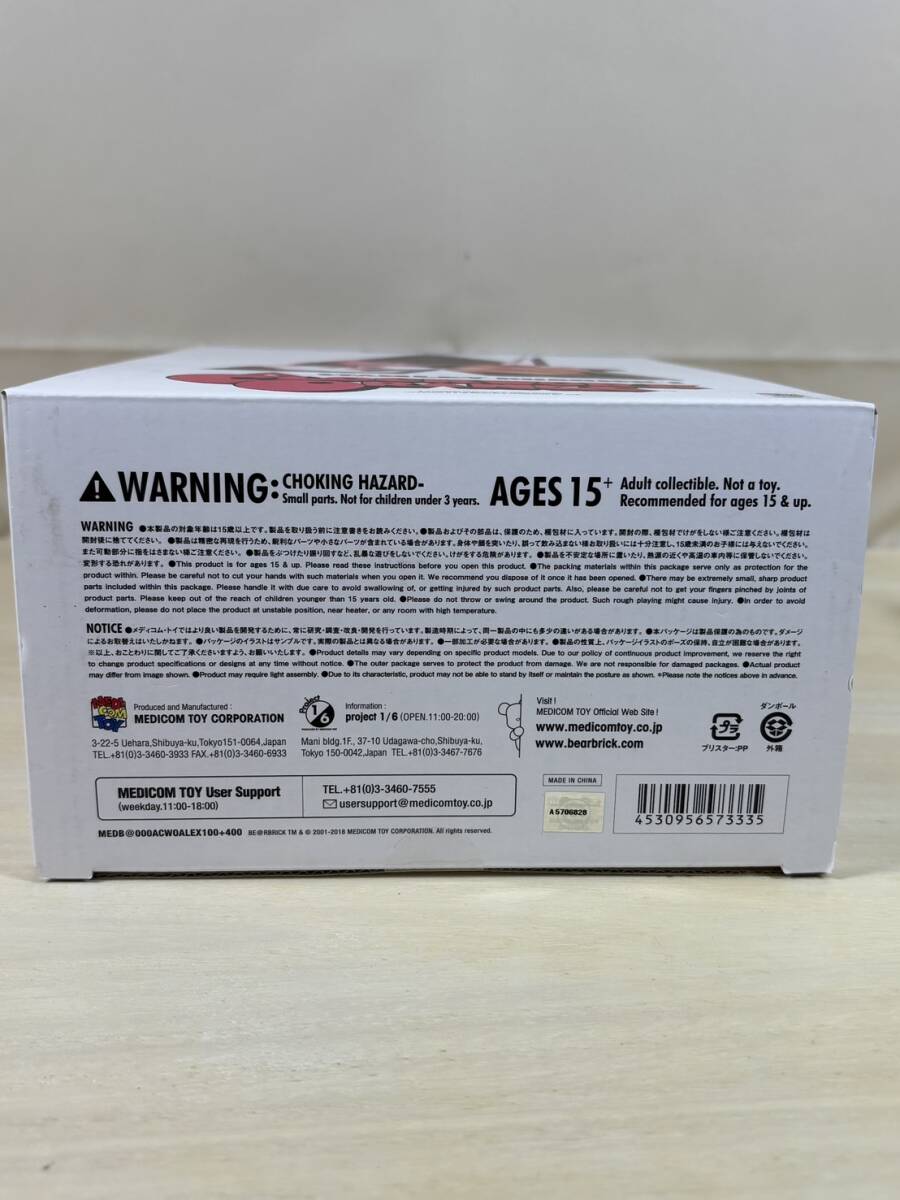 WARNING: CHOKING HAZARD-
Small parts. Not for children under 3 years.
AGES 15+ Adult collectible. Not a toy.
Recommended for ages 15 & up.
WARNING ●本製品の対象年齢は15歳以上です。製品を取り扱う前に注意書きをお読みください。●製品およびその部品は、保護のため、梱包材に入っています。開封の際、梱包材でけがをしない様ご注意ください。梱包材は
開封後に捨ててください。●製品は精密な再現を行うため、鋭利なパーツや小さなパーツが含まれている場合があります。身体や髪を突いたり、誤って飲み込まない様お取り扱いには十分注意し、15歳未満のお子様には与えないでください。
また可動部分に指をはさまない様ご注意ください。●製品をぶつけたり振り回すなど、乱暴な遊びをしないでください。けがをする危険があります。●製品を不安定な場所に置いたり、熱源の近くや高温の車内等に保管しないでください。
変形する恐れがあります。●This product is for ages 15 & up. Please read these instructions before you open this product. ●The packing materials within this package serve only as protection for the
product within. Please be careful not to cut your hands with such materials when you open it. We recommend you dispose of it once it has been opened. ●There may be extremely small, sharp product
parts included within this package. Please handle it with due care to avoid swallowing of, or getting injured by such product parts. Also, please be careful not to get your fingers pinched by joints of
product parts. Please keep out of the reach of children younger than 15 years old. ●Please do not throw or swing around the product. Such rough playing might cause injury. ●In order to avoid
deformation, please do not place the product at unstable position, near heater, or any room with high temperature.
NOTICE ●メディコム・トイではより良い製品を開発するために、常に研究・調査・改良・開発を行っています。製造時期によって、同一製品の中にも多少の違いがある場合があります。●本パッケージは製品保護の為のものです。ダメージ
によるお取替えはいたしかねます。●パッケージのイラストはサンプルです。実際の製品とは異なる場合があります。●一部加工が必要な場合があります。●製品の性質上、パッケージイラストのポーズの保持、自立が困難な場合があります。
※以上、おことわりに関してご了承くださいますよう、お願いいたします。●Product details may vary depending on specific product models. Due to our policy of continuous product improvement, we reserve the right
to change product specifications or designs at any time without notice. ●The outer package serves to protect the product from damage. We are not responsible for damaged packages. ●Actual product
may differ from image shown. ●Product may require light assembly. ●Due to its characteristic, product may not be able to stand by itself or maintain the posture as shown. *Please note the notices above in advance.
MEDI
COM
TOY
Produced and Manufactured :
MEDICOM TOY CORPORATION
3-22-5 Uehara,Shibuya-ku,Tokyo151-0064,Japan
TEL.+81(0)3-3460-3933 FAX.+81(0)3-3460-6933
Project
1/6
Information :
project 1/6 (OPEN.11:00-20:00)
Mani bldg.1F., 37-10 Udagawa-cho,Shibuya-ku,
Tokyo 150-0042,Japan TEL.+81(0)3-3467-7676
Visit !
MEDICOM TOY Official Web Site !
www.medicomtoy.co.jp
www.bearbrick.com
プラ
ブリスター:PP
ダンボール
外箱
MEDICOM TOY User Support
(weekday.11:00-18:00)
TEL.+81(0)3-3460-7555
usersupport@medicomtoy.co.jp
MADE IN CHINA
A5706828
4530956573335
MEDB@000ACWOALEX100+400 BE@RBRICK TM & © 2001-2018 MEDICOM TOY CORPORATION. All rights reserved.